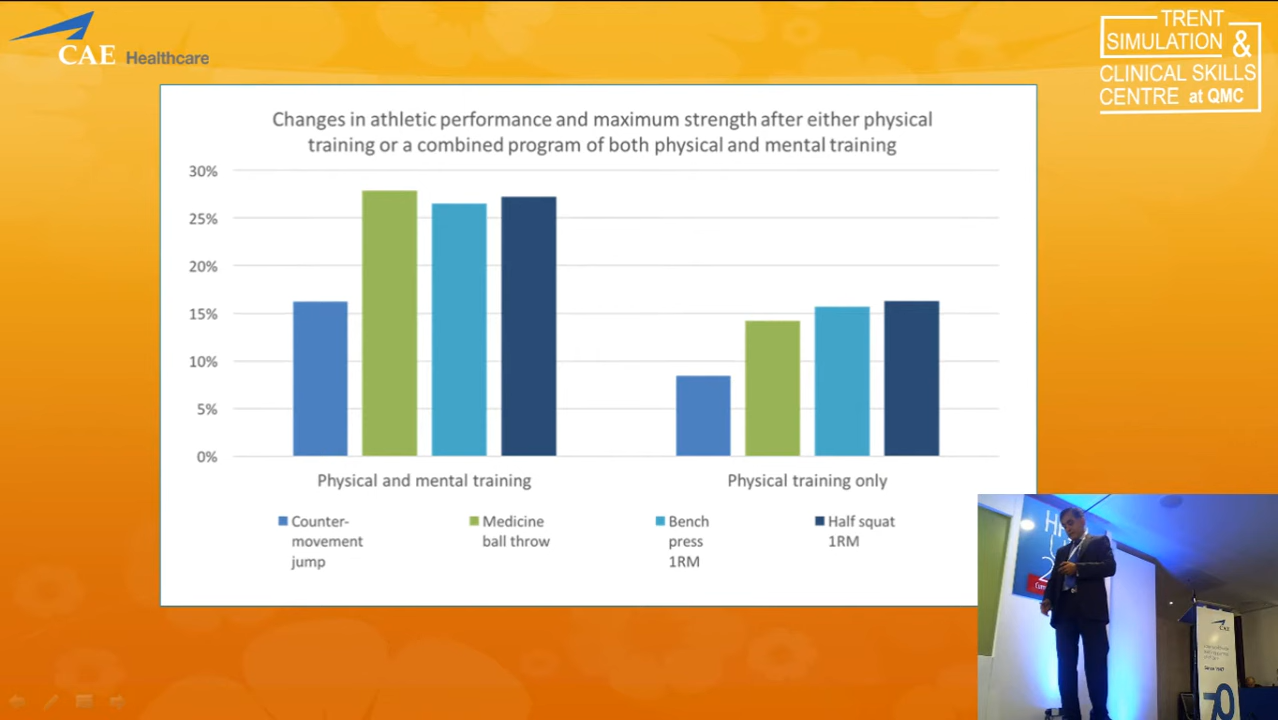 CAE Healthcare
TRENT
SIMULATION &
CLINICAL SKILLS
CENTRE at QMC
Changes in athletic performance and maximum strength after either physical
training or a combined program of both physical and mental training
30%
25%
20%
15%
10%
5%
0%
Physical and mental training
Physical training only
Counter-
movement
jump
Medicine
ball throw
Bench
press
1RM
Half squat
1RM
CAE
70